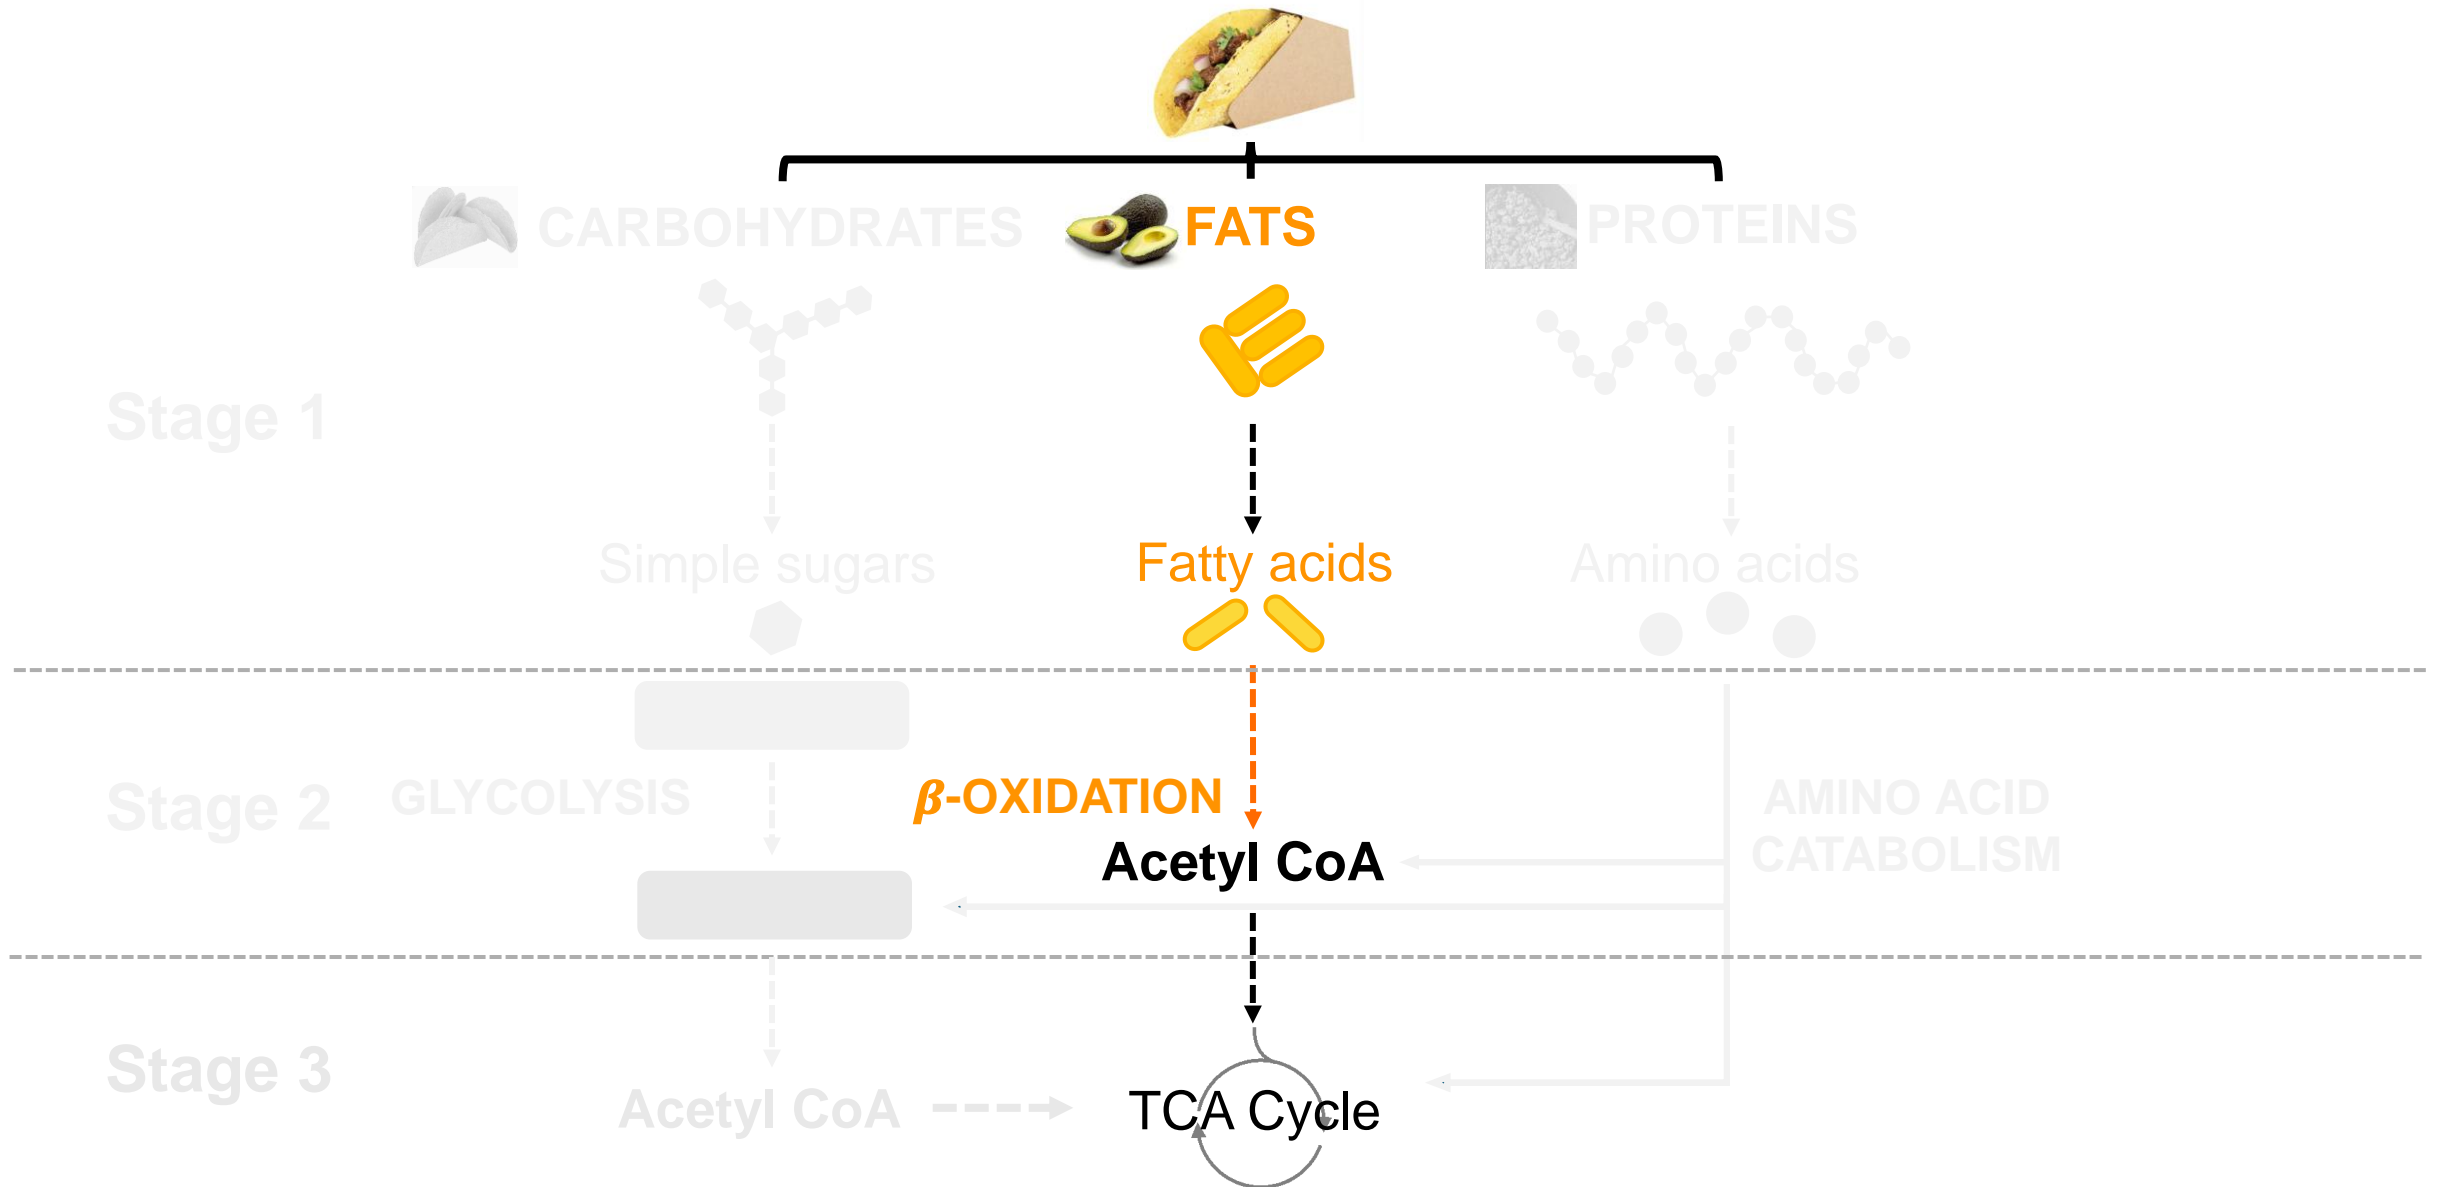 CARBOHYDRATES
FATS
PROTEINS
Stage 1
Simple sugars
Fatty acids
Amino acids
Stage 2
GLYCOLYSIS
β-OXIDATION
AMINO ACID
CATABOLISM
Acetyl CoA
Stage 3
Acetyl CoA
TCA Cycle